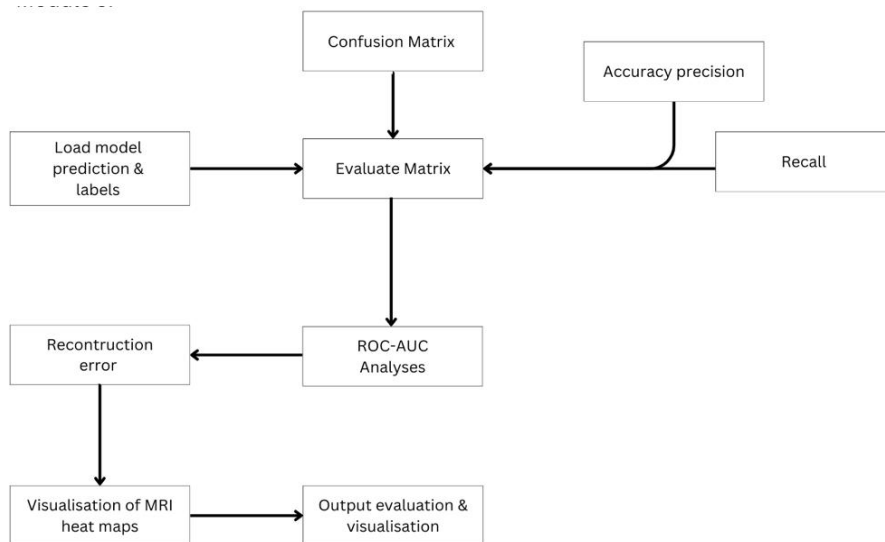 Confusion Matrix
Accuracy precision
Load model
prediction &
labels
Evaluate Matrix
Recall
Recontruction
error
ROC-AUC
Analyses
Visualisation of MRI
heat maps
Output evaluation &
visualisation